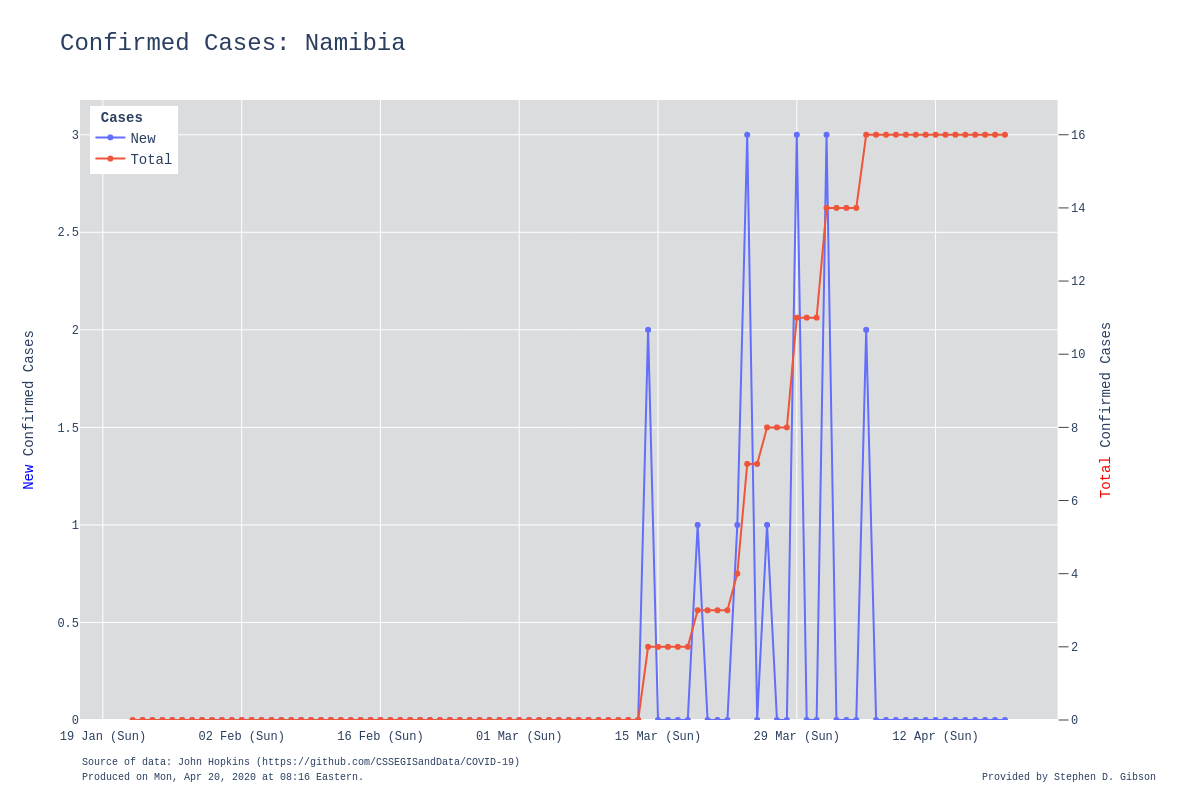 Confirmed Cases: Namibia
Cases
New
Total
3
2.5
2
1.5
1
0.5
0
New Confirmed Cases
16
14
12
10
8
6
4
2
0
Total Confirmed Cases
19 Jan (Sun) 02 Feb (Sun) 16 Feb (Sun) 01 Mar (Sun) 15 Mar (Sun) 29 Mar (Sun) 12 Apr (Sun)
Source of data: John Hopkins (https://github.com/CSSEGISandData/COVID-19)
Produced on Mon, Apr 20, 2020 at 08:16 Eastern.
Provided by Stephen D. Gibson